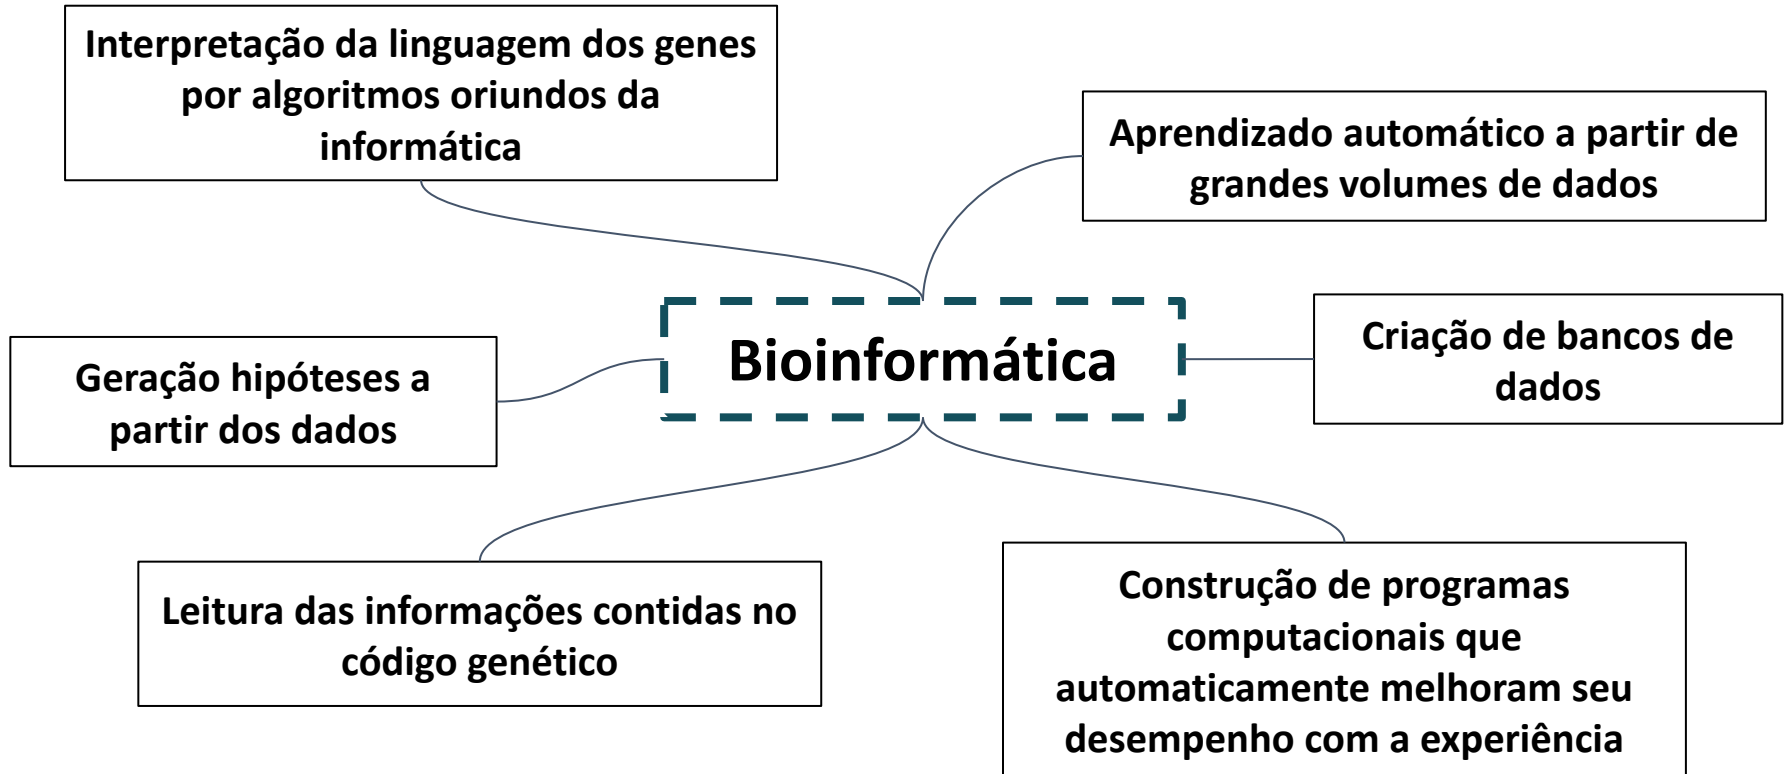 Interpretação da linguagem dos genes
por algoritmos oriundos da
informática
Aprendizado automático a partir de
grandes volumes de dados
Bioinformática
Criação de bancos de
dados
Geração hipóteses a
partir dos dados
Leitura das informações contidas no
código genético
Construção de programas
computacionais que
automaticamente melhoram seu
desempenho com a experiência